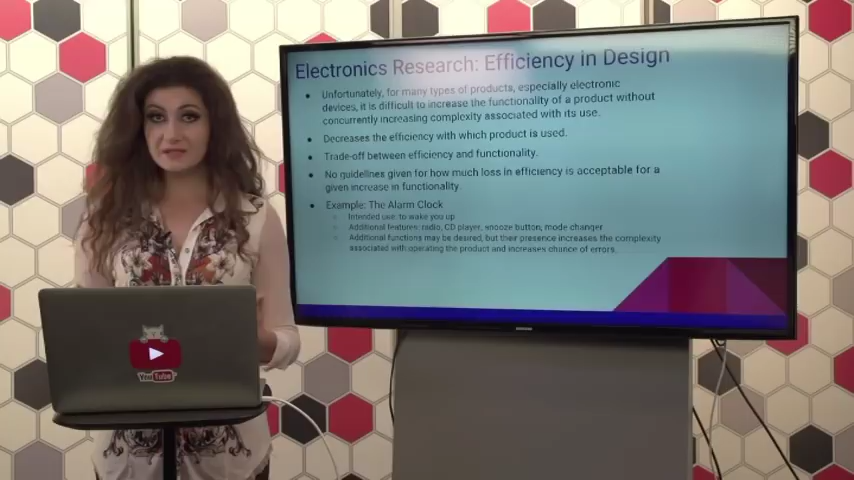 Electronics Research: Efficiency in Design
• Unfortunately, for many types of products, especially electronic
devices, it is difficult to increase the functionality of a product without
concurrently increasing complexity associated with its use.
• Decreases the efficiency with which product is used.
• Trade-off between efficiency and functionality.
• No guidelines given for how much loss in efficiency is acceptable for a
given increase in functionality.
• Example: The Alarm Clock
○ Intended use: to wake you up
○ Additional features: radio, CD player, snooze button, mode changer
○ Additional functions may be desired, but their presence increases the complexity
associated with operating the product and increases chance of errors.
SAMSUNG
YouTube